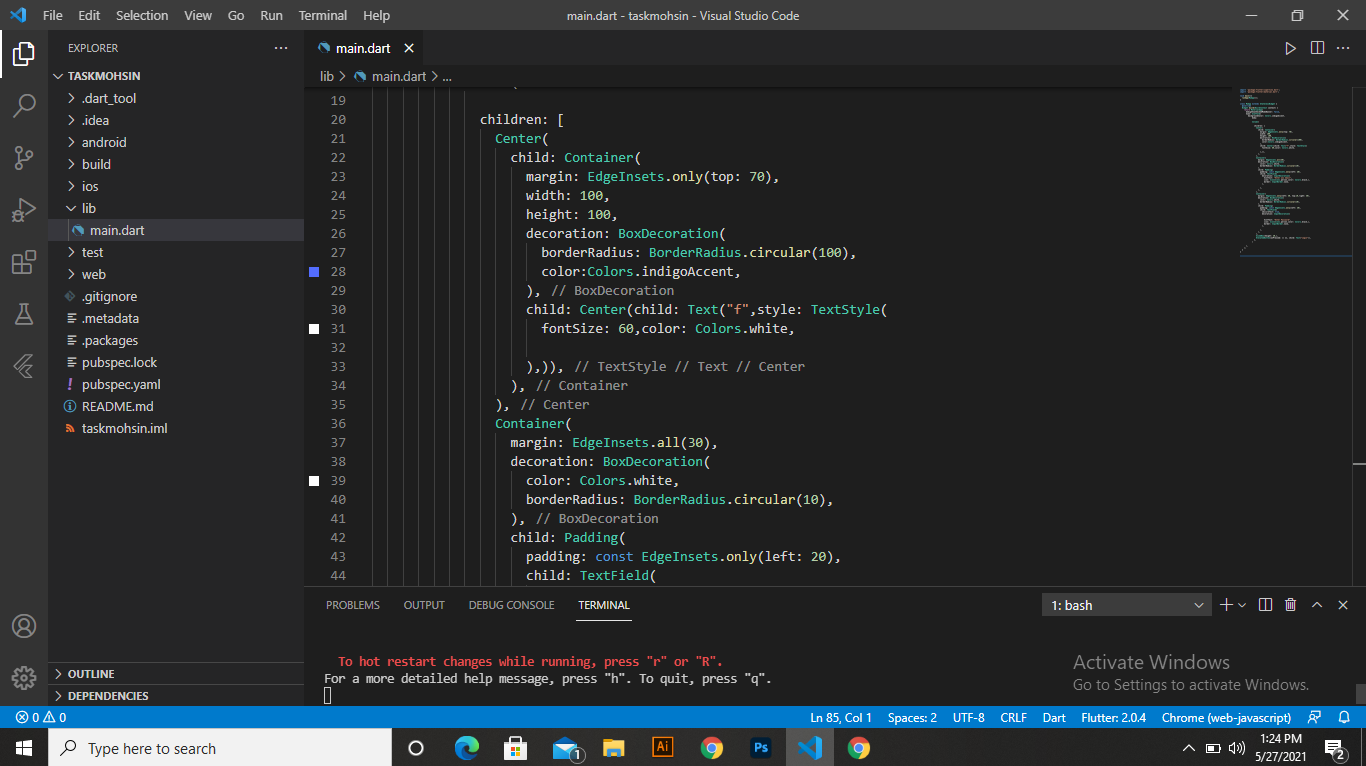 File Edit Selection View Go Run Terminal Help
main.dart - taskmohsin - Visual Studio Code
EXPLORER
TASKMOHSIN
.dart_tool
.idea
android
build
ios
lib
main.dart
test
web
.gitignore
.metadata
.packages
pubspec.lock
pubspec.yaml
README.md
taskmohsin.iml
OUTLINE
DEPENDENCIES
main.dart
lib > main.dart > ...
19
20 children: [
21 Center(
22 child: Container(
23 margin: EdgeInsets.only(top: 70),
24 width: 100,
25 height: 100,
26 decoration: BoxDecoration(
27 borderRadius: BorderRadius.circular(100),
28 color:Colors.indigoAccent,
29 ), // BoxDecoration
30 child: Center(child: Text("f",style: TextStyle(
31 fontSize: 60,color: Colors.white,
32
33 ),)), // TextStyle // Text // Center
34 ), // Container
35 ), // Center
36 Container(
37 margin: EdgeInsets.all(30),
38 decoration: BoxDecoration(
39 color: Colors.white,
40 borderRadius: BorderRadius.circular(10),
41 ), // BoxDecoration
42 child: Padding(
43 padding: const EdgeInsets.only(left: 20),
44 child: TextField(
PROBLEMS OUTPUT DEBUG CONSOLE TERMINAL
1: bash
To hot restart changes while running, press "r" or "R".
For a more detailed help message, press "h". To quit, press "q".
Activate Windows
Go to Settings to activate Windows.
0 0
Ln 85, Col 1 Spaces: 2 UTF-8 CRLF Dart Flutter: 2.0.4 Chrome (web-javascript)
Type here to search
1
Ai
Ps
1:24 PM
5/27/2021
2